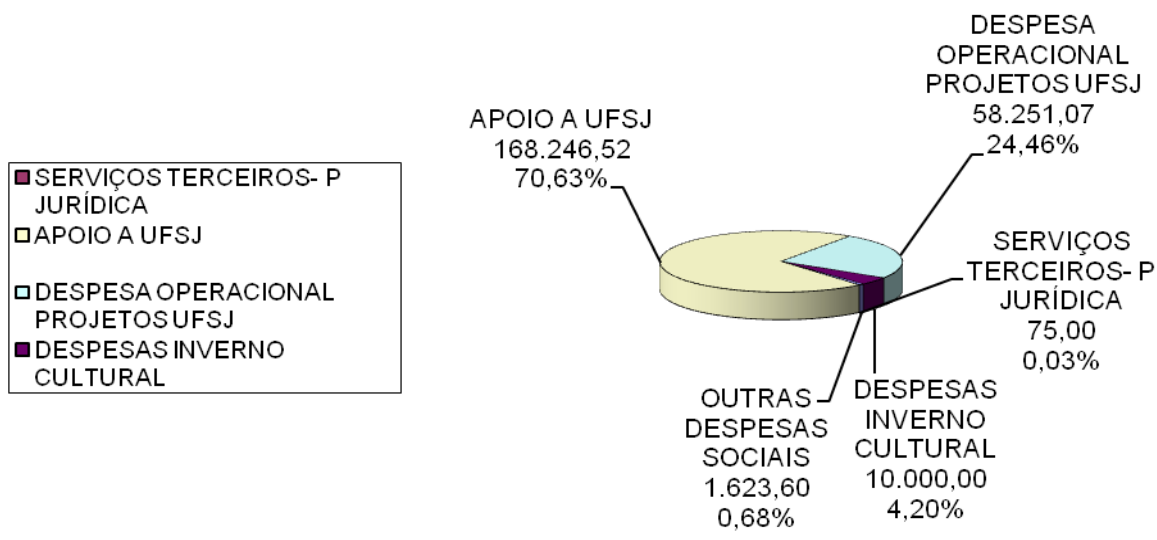 SERVIÇOS TERCEIROS- P
JURÍDICA
APOIO A UFSJ
DESPESA OPERACIONAL
PROJETOS UFSJ
DESPESAS INVERNO
CULTURAL
APOIO A UFSJ
168.246,52
70,63%
DESPESA
OPERACIONAL
PROJETOS UFSJ
58.251,07
24,46%
SERVIÇOS
TERCEIROS- P
JURÍDICA
75,00
0,03%
OUTRAS
DESPESAS
SOCIAIS
1.623,60
0,68%
DESPESAS
INVERNO
CULTURAL
10.000,00
4,20%